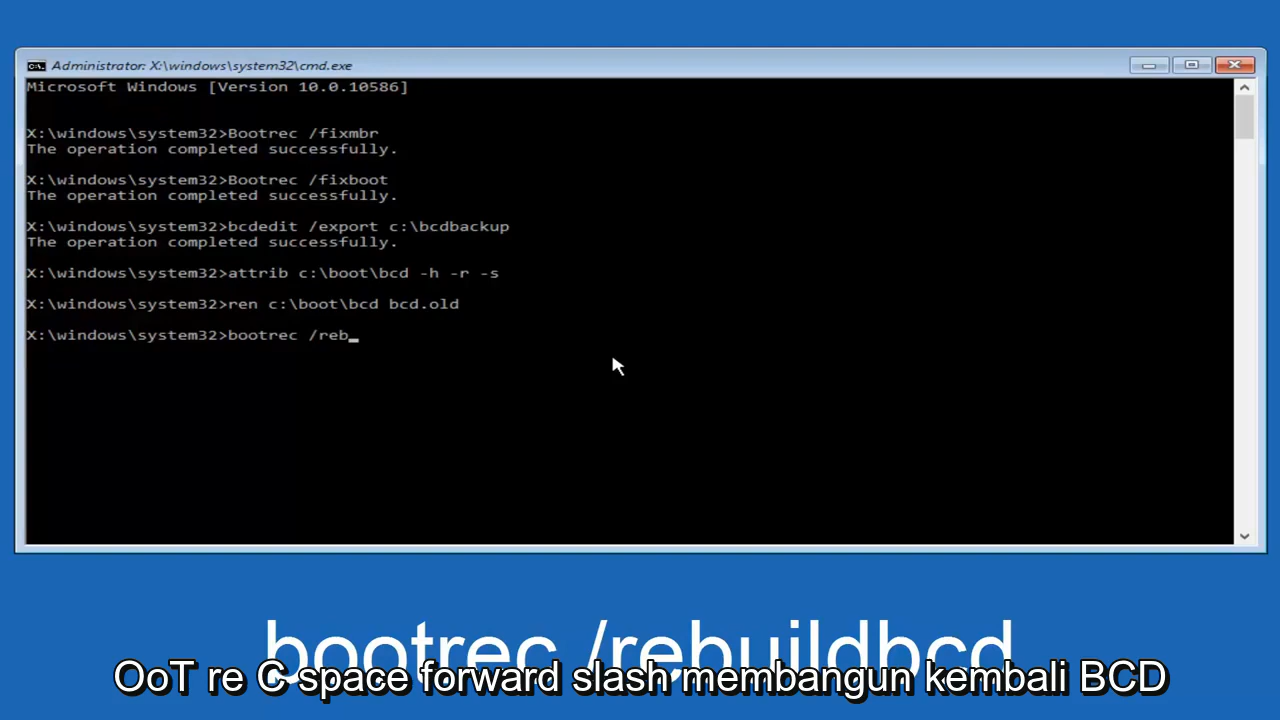 Administrator: X:\windows\system32\cmd.exe
Microsoft Windows [Version 10.0.10586]
X:\windows\system32>Bootrec /fixmbr
The operation completed successfully.
X:\windows\system32>Bootrec /fixboot
The operation completed successfully.
X:\windows\system32>bcdedit /export c:\bcdbackup
The operation completed successfully.
X:\windows\system32>attrib c:\boot\bcd -h -r -s
X:\windows\system32>ren c:\boot\bcd bcd.old
X:\windows\system32>bootrec /reb_
bootrec /rebuildbcd
OoT re C space forward slash membangun kembali BCD